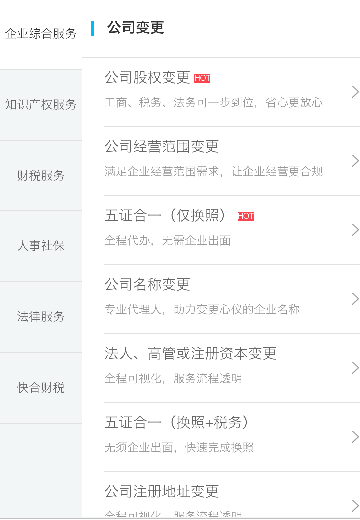 企业综合服务
知识产权服务
财税服务
人事社保
法律服务
快合财税
公司变更
公司股权变更 HOT
工商、税务、法务可一步到位，省心更放心
公司经营范围变更
满足企业经营范围需求，让企业经营更合规
五证合一（仅换照） HOT
全程代办，无需企业出面
公司名称变更
专业代理人，助力变更心仪的企业名称
法人、高管或注册资本变更
全程可视化，服务流程透明
五证合一（换照+税务）
无须企业出面，快速完成换照
公司注册地址变更
全程可视化，服务流程透明